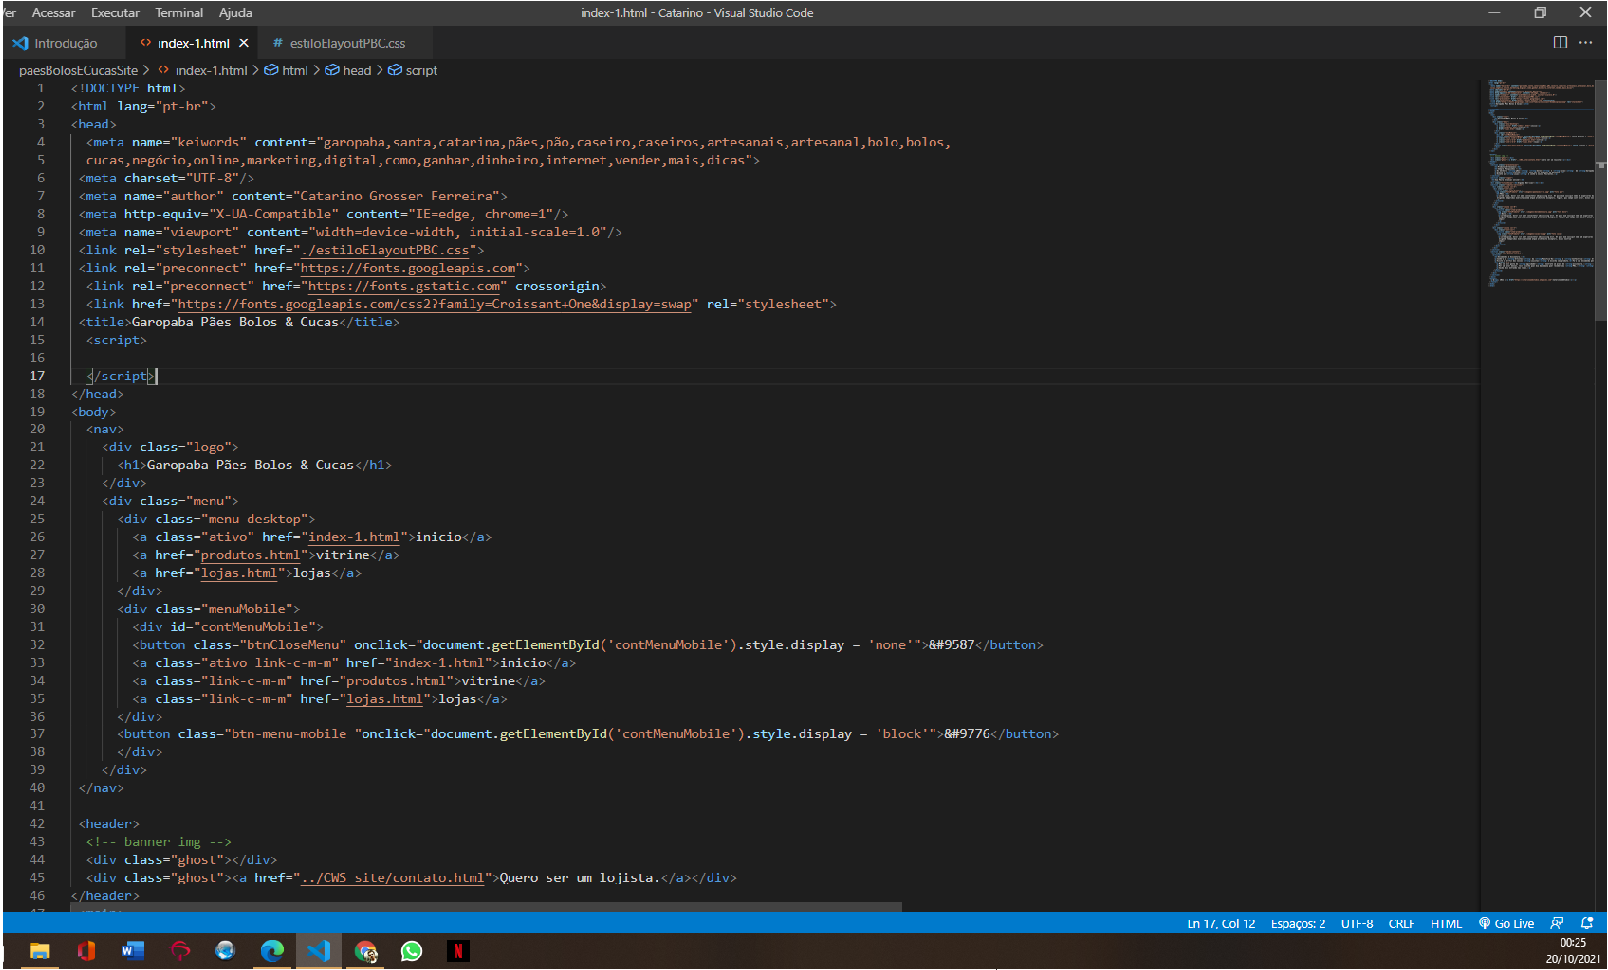 er Acessar Executar Terminal Ajuda
index-1.html - Catarino - Visual Studio Code
Introdução
<> index-1.html ×
# estiloElayoutPBC.css
paesBolosECucasSite > <> index-1.html > html > head > script
1 <!DOCTYPE html>
2 <html lang="pt-br">
3 <head>
4 <meta name="keiwords" content="garopaba,santa,catarina,pães,pão,caseiro,caseiros,artesanais,artesanal,bolo,bolos,
5 cucas,negócio,online,marketing,digital,como,ganhar,dinheiro,internet,vender,mais,dicas">
6 <meta charset="UTF-8"/>
7 <meta name="author" content="Catarino Grosser Ferreira">
8 <meta http-equiv="X-UA-Compatible" content="IE=edge, chrome=1"/>
9 <meta name="viewport" content="width=device-width, initial-scale=1.0"/>
10 <link rel="stylesheet" href="./estiloElayoutPBC.css">
11 <link rel="preconnect" href="https://fonts.googleapis.com">
12 <link rel="preconnect" href="https://fonts.gstatic.com" crossorigin>
13 <link href="https://fonts.googleapis.com/css2?family=Croissant+One&display=swap" rel="stylesheet">
14 <title>Garopaba Pães Bolos & Cucas</title>
15 <script>
16
17 </script>
18 </head>
19 <body>
20 <nav>
21 <div class="logo">
22 <h1>Garopaba Pães Bolos & Cucas</h1>
23 </div>
24 <div class="menu">
25 <div class="menu desktop">
26 <a class="ativo" href="index-1.html">inicio</a>
27 <a href="produtos.html">vitrine</a>
28 <a href="lojas.html">lojas</a>
29 </div>
30 <div class="menuMobile">
31 <div id="contMenuMobile">
32 <button class="btnCloseMenu" onclick="document.getElementById('contMenuMobile').style.display = 'none'">&#9587</button>
33 <a class="ativo link-c-m-m" href="index-1.html">inicio</a>
34 <a class="link-c-m-m" href="produtos.html">vitrine</a>
35 <a class="link-c-m-m" href="lojas.html">lojas</a>
36 </div>
37 <button class="btn-menu-mobile "onclick="document.getElementById('contMenuMobile').style.display = 'block'">&#9776</button>
38 </div>
39 </div>
40 </nav>
41
42 <header>
43 <!-- banner img -->
44 <div class="ghost"></div>
45 <div class="ghost"><a href="../CWS site/contato.html">Quero ser um lojista.</a></div>
46 </header>
Ln 17, Col 12 Espaços: 2 UTF-8 CRLF HTML Go Live
00:25
20/10/2021